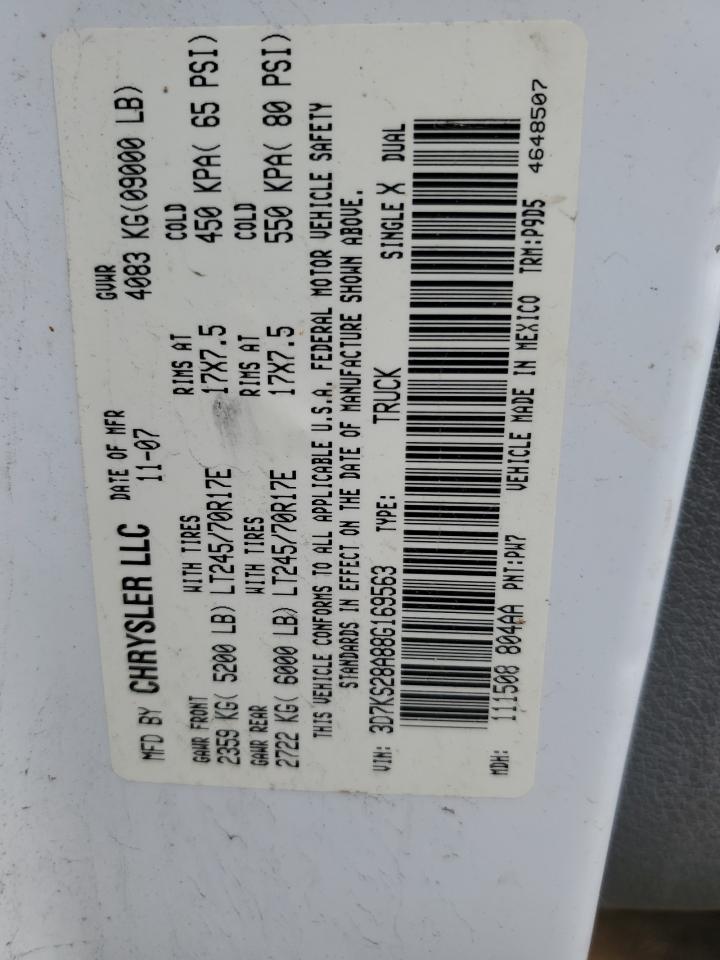 MFD BY CHRYSLER LLC DATE OF MFR GVWR
11-07 4083 KG(09000 LB)
GAWR FRONT WITH TIRES RIMS AT COLD
2359 KG( 5200 LB) LT245/70R17E 17X7.5 450 KPA( 65 PSI)
GAWR REAR WITH TIRES RIMS AT COLD
2722 KG( 6000 LB) LT245/70R17E 17X7.5 550 KPA( 80 PSI)
THIS VEHICLE CONFORMS TO ALL APPLICABLE U.S.A. FEDERAL MOTOR VEHICLE SAFETY
STANDARDS IN EFFECT ON THE DATE OF MANUFACTURE SHOWN ABOVE.
VIN: 3D7KS28A88G169563 TYPE: TRUCK SINGLE X DUAL
MDH: 111508 804AA PNT:PW7 VEHICLE MADE IN MEXICO TRM:P9D5 4648507